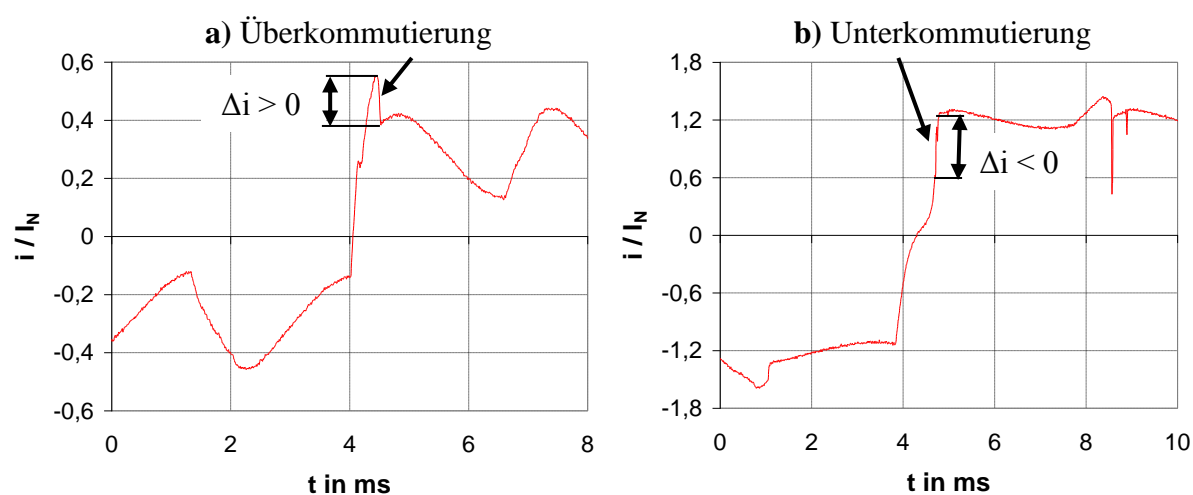 a) Überkommutierung
0,6
0,4
0,2
0
-0,2
-0,4
-0,6
i / I_N
Δi > 0
0 2 4 6 8
t in ms
b) Unterkommutierung
1,8
1,2
0,6
0
-0,6
-1,2
-1,8
i / I_N
Δi < 0
0 2 4 6 8 10
t in ms